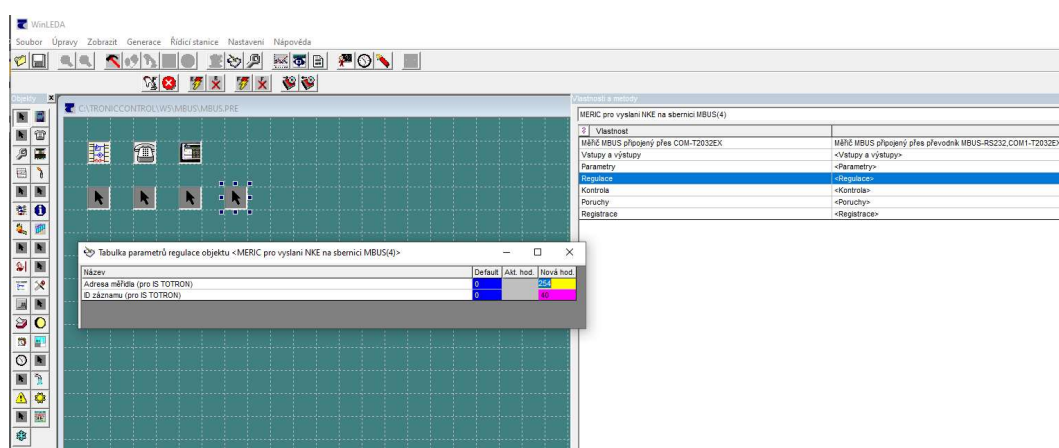 WinLEDA
Soubor Úpravy Zobrazit Generace Řídicí stanice Nastavení Nápověda
Objekty
C:\TRONICCONTROL\W5\MBUS\MBUS.PRE
Vlastnosti a metody
MERIC pro vyslani NKE na sbernici MBUS(4)
Vlastnost
Měřič MBUS připojený přes COM-T2032EX Měřič MBUS připojený přes převodník MBUS-RS232,COM1-T2032EX
Vstupy a výstupy <Vstupy a výstupy>
Parametry <Parametry>
Regulace <Regulace>
Kontrola <Kontrola>
Poruchy <Poruchy>
Registrace <Registrace>
Tabulka parametrů regulace objektu <MERIC pro vyslani NKE na sbernici MBUS(4)>
Název Default Akt. hod. Nová hod.
Adresa měřidla (pro IS TOTRON) 0 254
ID záznamu (pro IS TOTRON) 0 40